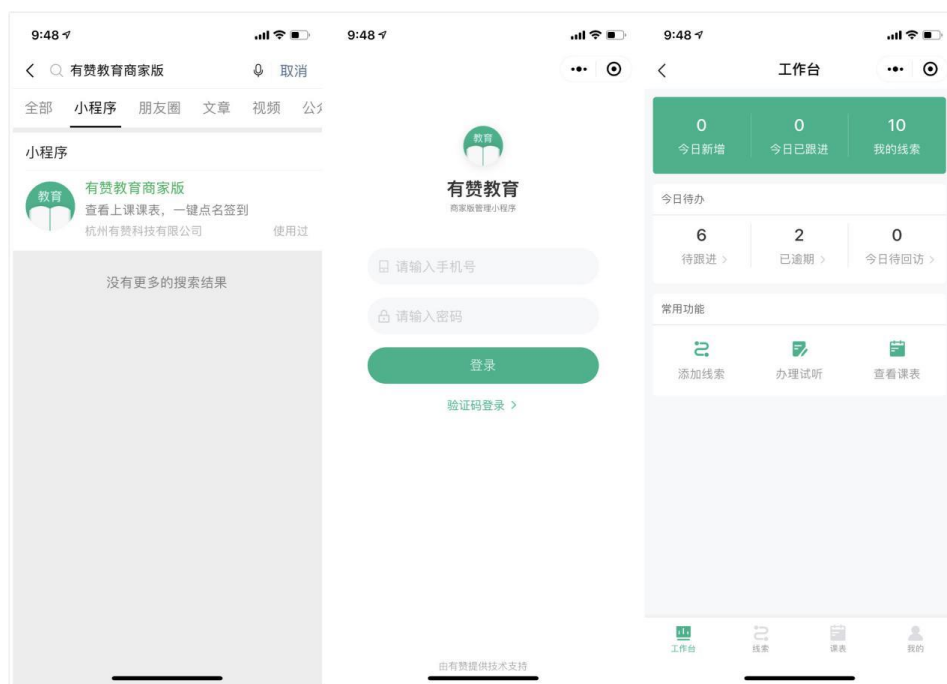 9:48
有赞教育商家版
取消
全部 小程序 朋友圈 文章 视频 公
小程序
教育
有赞教育商家版
查看上课课表，一键点名签到
杭州有赞科技有限公司 使用过
没有更多的搜索结果
9:48
教育
有赞教育
商家版管理小程序
请输入手机号
请输入密码
登录
验证码登录 >
由有赞提供技术支持
9:48
工作台
0 0 10
今日新增 今日已跟进 我的线索
今日待办
6 2 0
待跟进 > 已逾期 > 今日待回访 >
常用功能
添加线索 办理试听 查看课表
工作台 线索 课表 我的